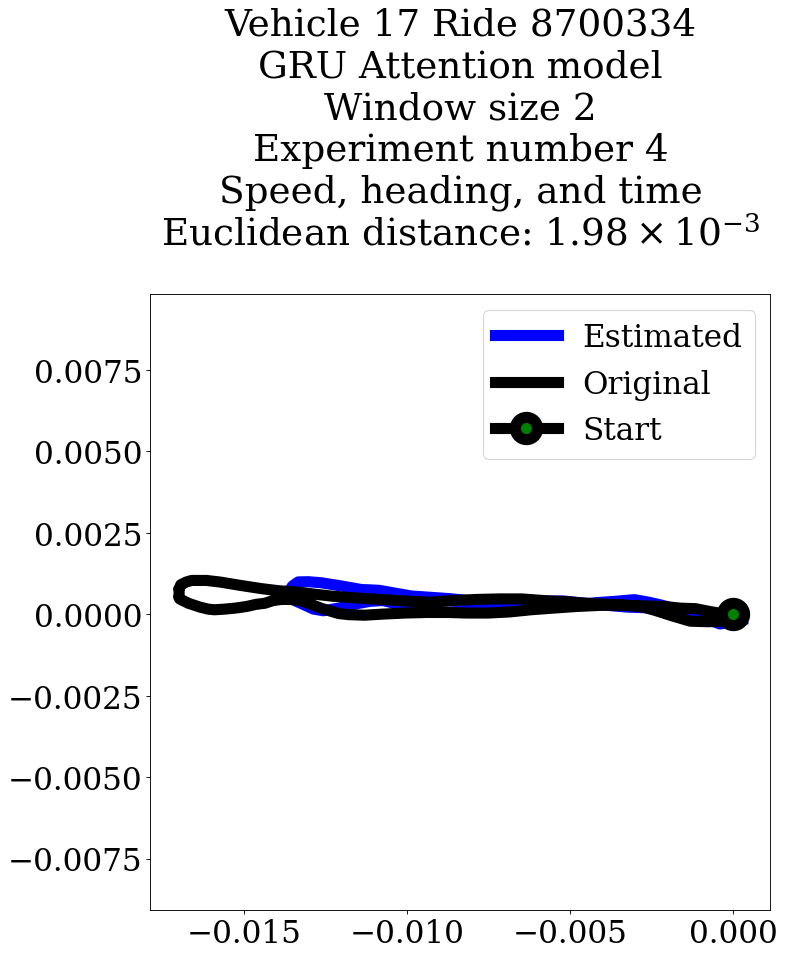 Vehicle 17 Ride 8700334
GRU Attention model
Window size 2
Experiment number 4
Speed, heading, and time
Euclidean distance: 1.98 × 10⁻³
Estimated
Original
Start
0.0075
0.0050
0.0025
0.0000
−0.0025
−0.0050
−0.0075
−0.015 −0.010 −0.005 0.000